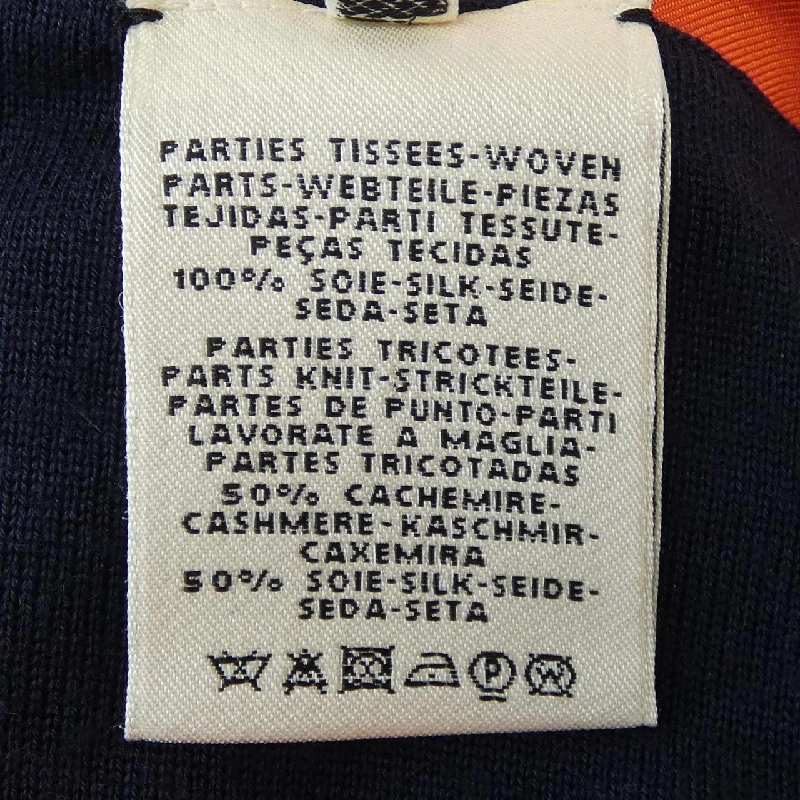 PARTIES TISSEES-WOVEN
PARTS-WEBTEILE-PIEZAS
TEJIDAS-PARTI TESSUTE-
PEÇAS TECIDAS
100% SOIE-SILK-SEIDE-
SEDA-SETA
PARTIES TRICOTEES-
PARTS KNIT-STRICKTEILE-
PARTES DE PUNTO-PARTI
LAVORATE A MAGLIA-
PARTES TRICOTADAS
50% CACHEMIRE-
CASHMERE-KASCHMIR-
CAXEMIRA
50% SOIE-SILK-SEIDE-
SEDA-SETA
P W